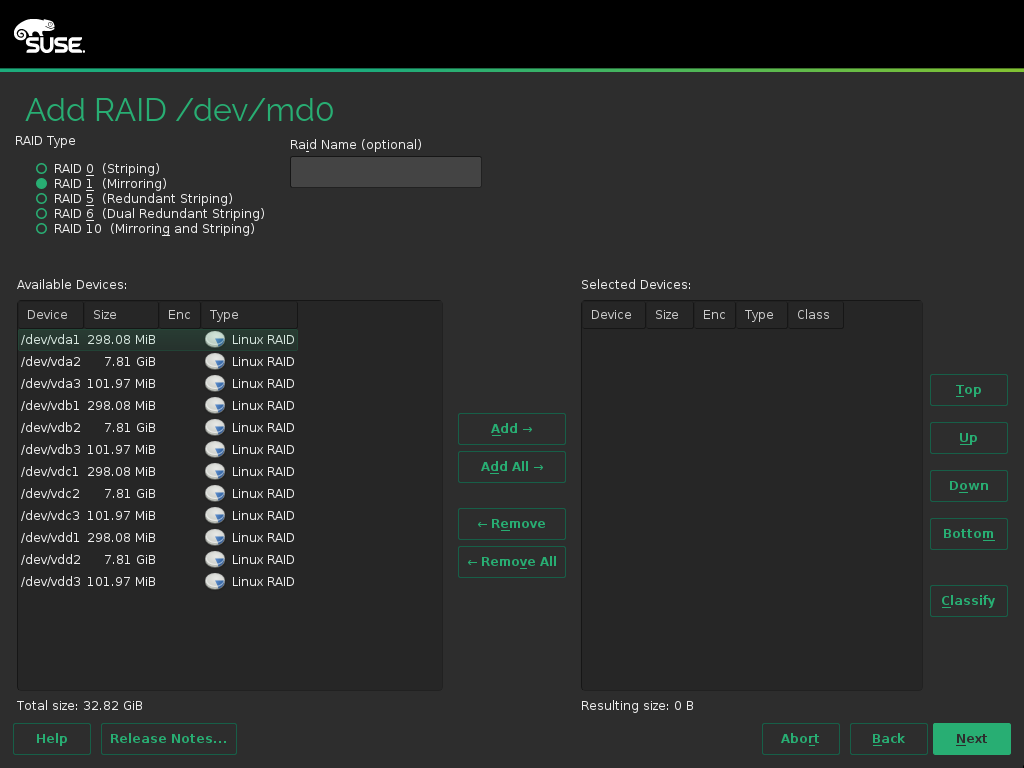 SUSE.
Add RAID /dev/md0
RAID Type
Raid Name (optional)
RAID 0 (Striping)
RAID 1 (Mirroring)
RAID 5 (Redundant Striping)
RAID 6 (Dual Redundant Striping)
RAID 10 (Mirroring and Striping)
Available Devices:
Device Size Enc Type
/dev/vda1 298.08 MiB Linux RAID
/dev/vda2 7.81 GiB Linux RAID
/dev/vda3 101.97 MiB Linux RAID
/dev/vdb1 298.08 MiB Linux RAID
/dev/vdb2 7.81 GiB Linux RAID
/dev/vdb3 101.97 MiB Linux RAID
/dev/vdc1 298.08 MiB Linux RAID
/dev/vdc2 7.81 GiB Linux RAID
/dev/vdc3 101.97 MiB Linux RAID
/dev/vdd1 298.08 MiB Linux RAID
/dev/vdd2 7.81 GiB Linux RAID
/dev/vdd3 101.97 MiB Linux RAID
Total size: 32.82 GiB
Add →
Add All →
← Remove
← Remove All
Selected Devices:
Device Size Enc Type Class
Resulting size: 0 B
Top
Up
Down
Bottom
Classify
Help
Release Notes...
Abort
Back
Next